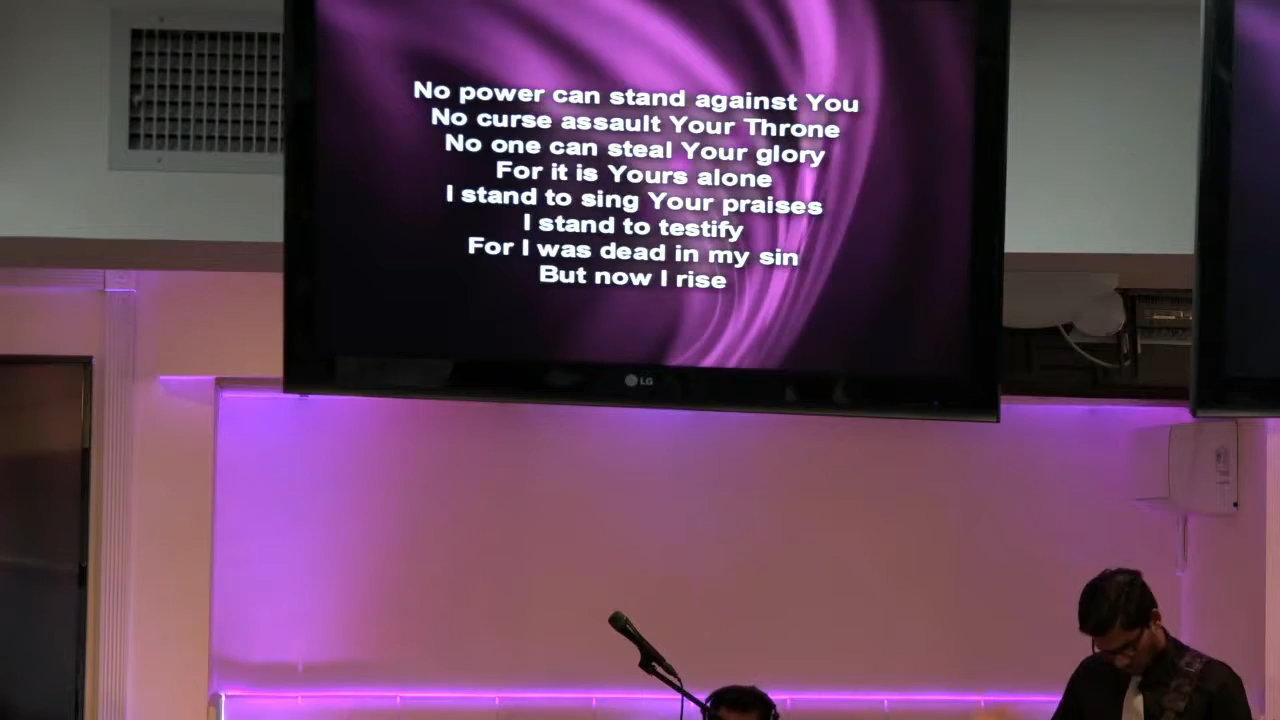 No power can stand against You
No curse assault Your Throne
No one can steal Your glory
For it is Yours alone
I stand to sing Your praises
I stand to testify
For I was dead in my sin
But now I rise
LG